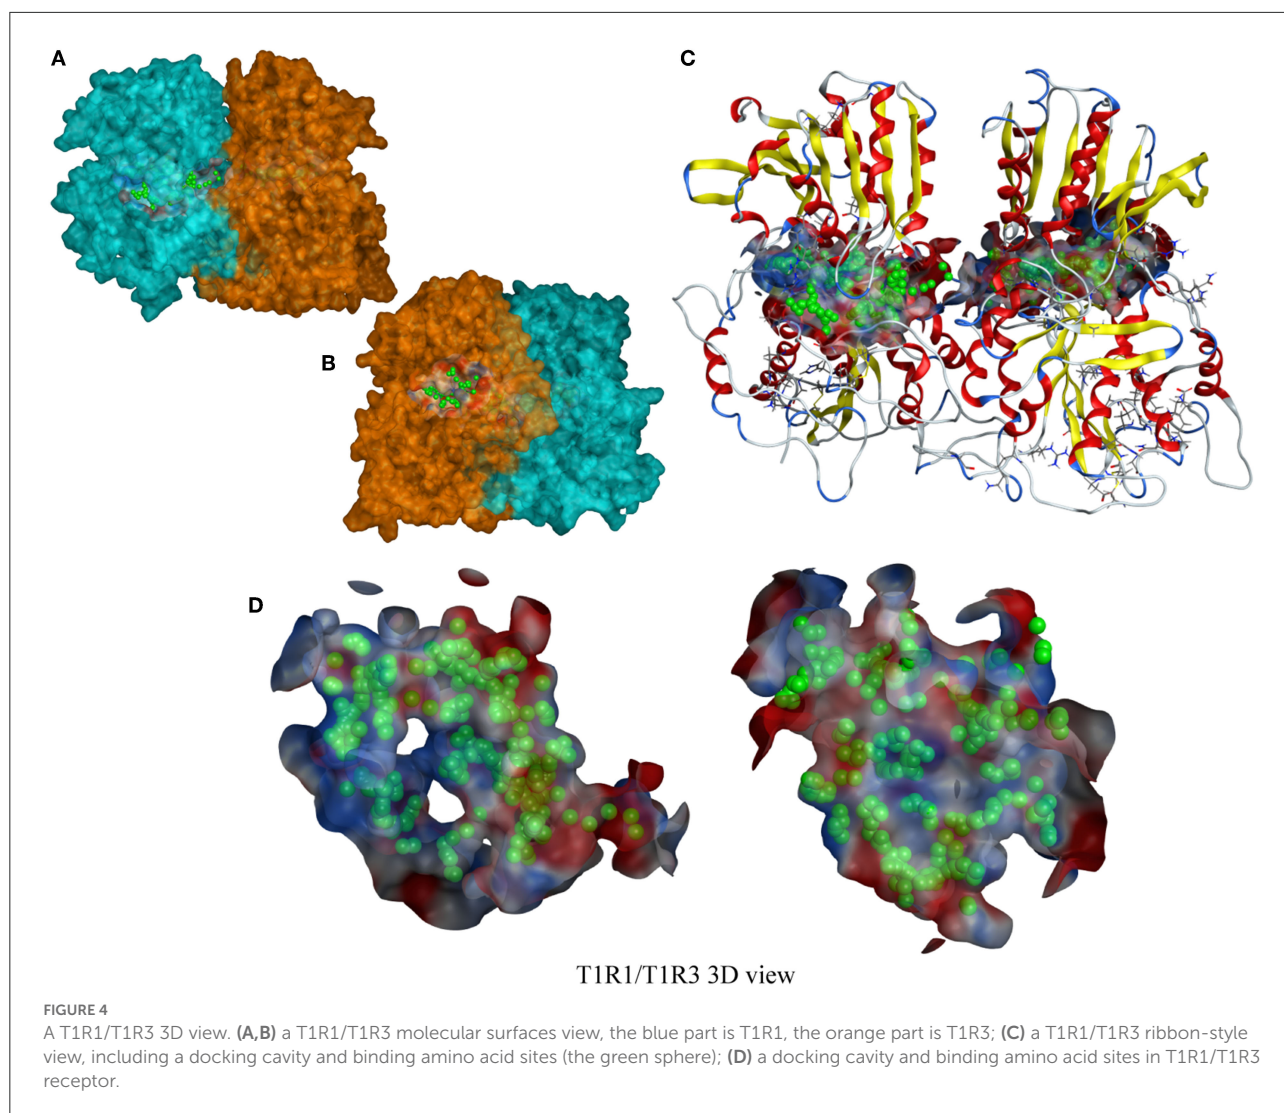 A
C
B
D
T1R1/T1R3 3D view
FIGURE 4
A T1R1/T1R3 3D view. (A,B) a T1R1/T1R3 molecular surfaces view, the blue part is T1R1, the orange part is T1R3; (C) a T1R1/T1R3 ribbon-style
view, including a docking cavity and binding amino acid sites (the green sphere); (D) a docking cavity and binding amino acid sites in T1R1/T1R3
receptor.